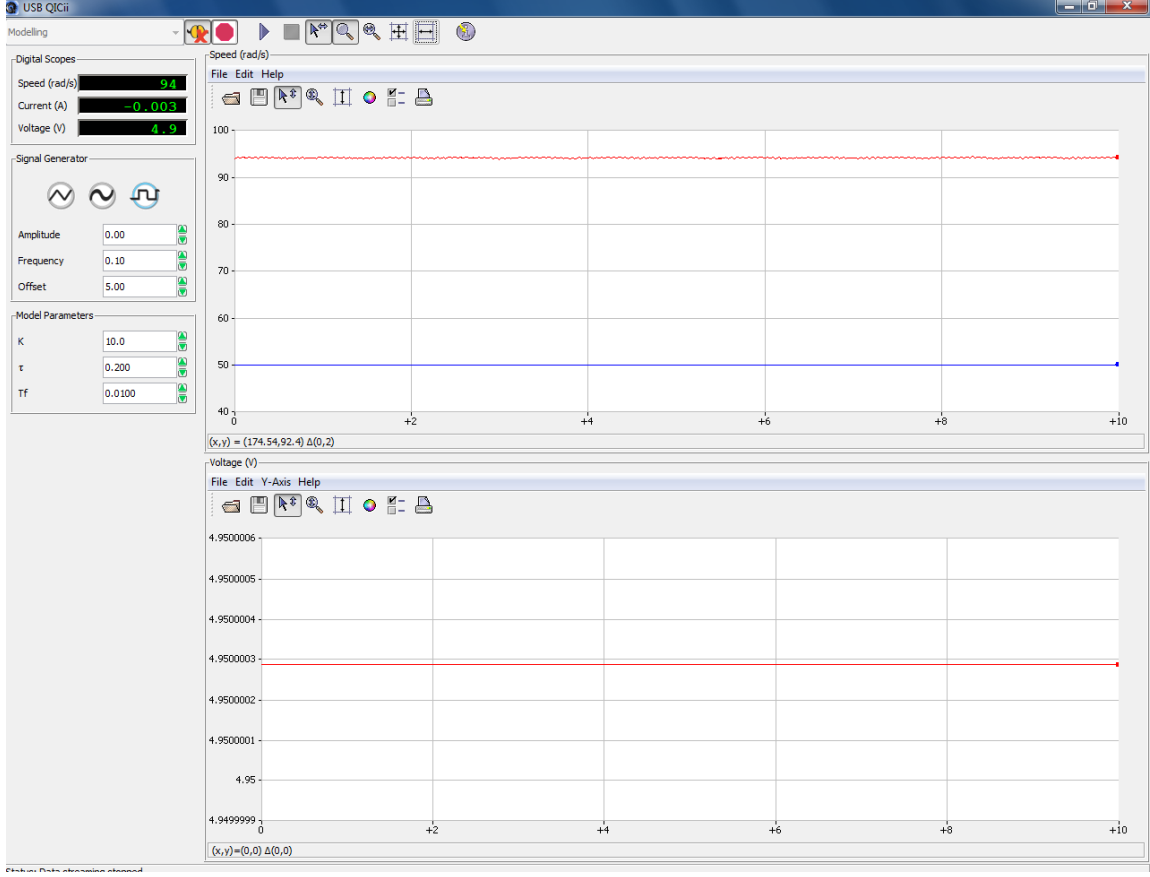 USB QICii
Modelling
Digital Scopes
Speed (rad/s) 94
Current (A) -0.003
Voltage (V) 4.9
Signal Generator
Amplitude 0.00
Frequency 0.10
Offset 5.00
Model Parameters
K 10.0
τ 0.200
Tf 0.0100
Speed (rad/s)
File Edit Help
100
90
80
70
60
50
40
0 +2 +4 +6 +8 +10
(x,y) = (174.54,92.4) Δ(0,2)
Voltage (V)
File Edit Y-Axis Help
4.9500006
4.9500005
4.9500004
4.9500003
4.9500002
4.9500001
4.95
4.9499999
0 +2 +4 +6 +8 +10
(x,y)=(0,0) Δ(0,0)
Status: Data streaming stopped